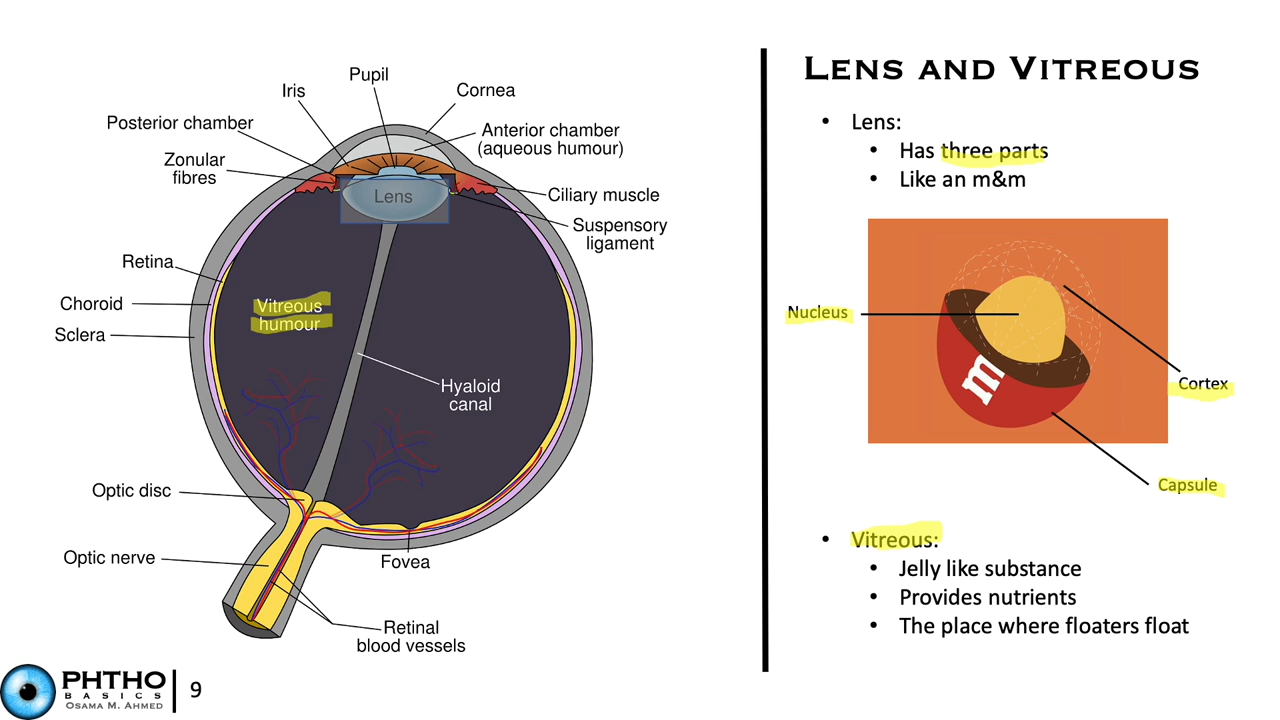 Pupil
Iris
Cornea
Posterior chamber
Anterior chamber
(aqueous humour)
Zonular
fibres
Lens
Ciliary muscle
Suspensory
ligament
Retina
Choroid
Sclera
Vitreous
humour
Hyaloid
canal
Optic disc
Optic nerve
Fovea
Retinal
blood vessels
PHTHO
BASICS
OSAMA M. AHMED
9
LENS AND VITREOUS
• Lens:
• Has three parts
• Like an m&m
Nucleus
m
Cortex
Capsule
• Vitreous:
• Jelly like substance
• Provides nutrients
• The place where floaters float